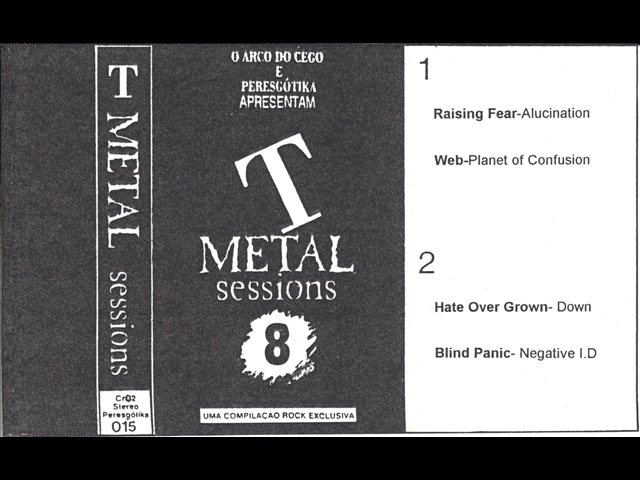 T METAL sessions
CrO2
Stereo
Peresgótika
015
O ARCO DO CEGO
E
PERESGÓTIKA
APRESENTAM
T
METAL
sessions
8
UMA COMPILAÇAO ROCK EXCLUSIVA
1
Raising Fear-Alucination
Web-Planet of Confusion
2
Hate Over Grown- Down
Blind Panic- Negative I.D